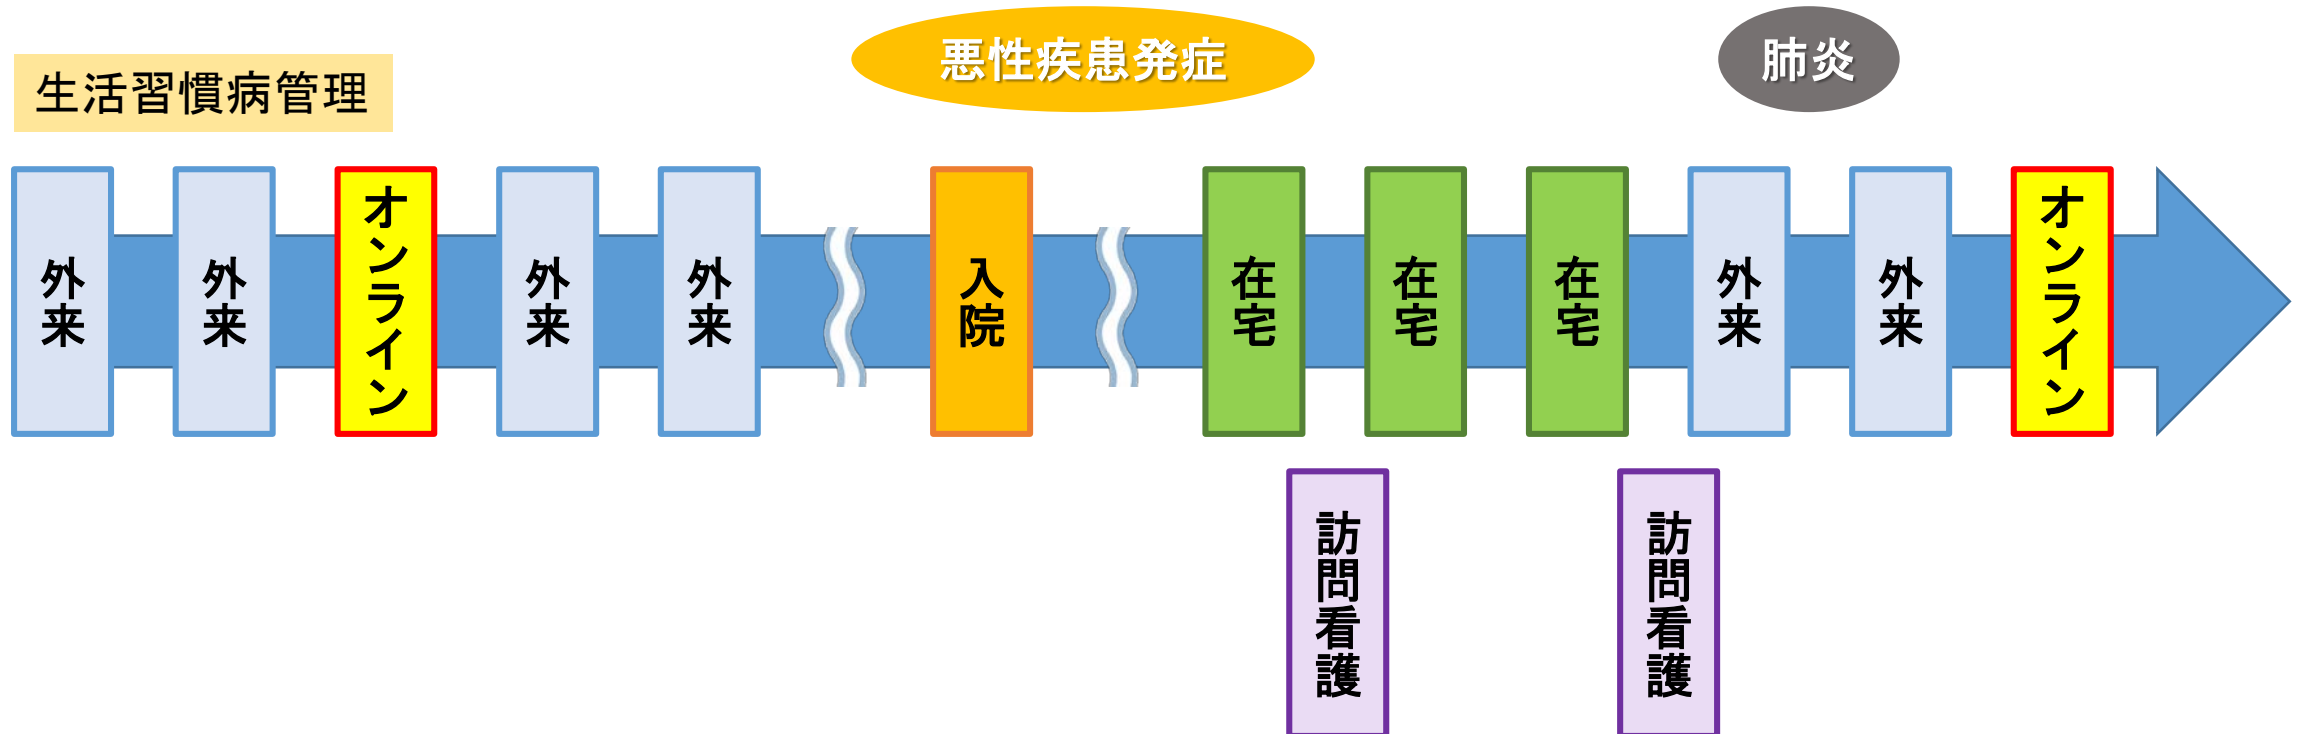 悪性疾患発症
肺炎
生活習慣病管理
外来
外来
オンライン
外来
外来
入院
在宅
在宅
在宅
外来
外来
オンライン
訪問看護
訪問看護